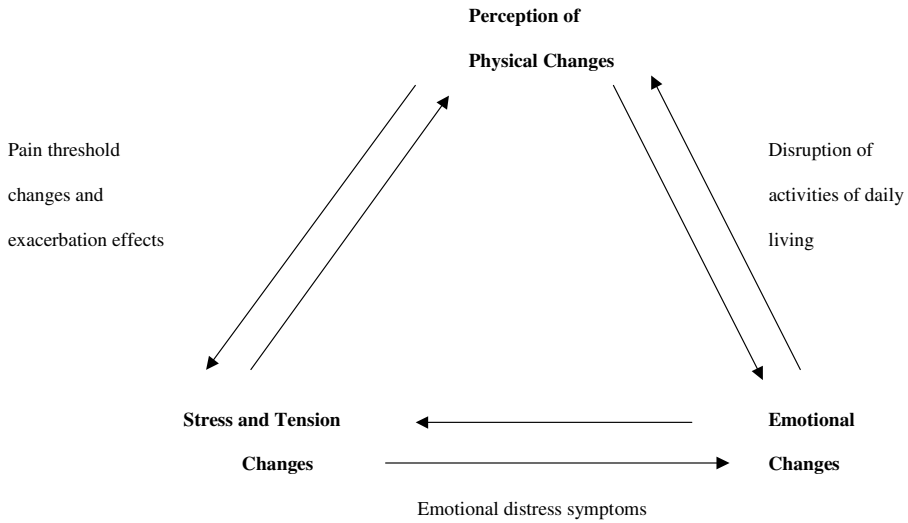 Perception of
Physical Changes
Pain threshold
changes and
exacerbation effects
Disruption of
activities of daily
living
Stress and Tension
Changes
Emotional
Changes
Emotional distress symptoms